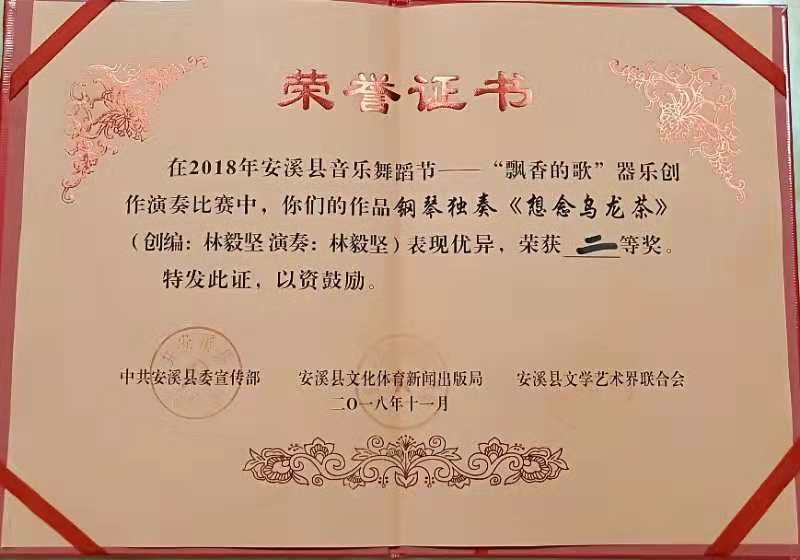 荣誉证书
在2018年安溪县音乐舞蹈节——“飘香的歌”器乐创
作演奏比赛中，你们的作品钢琴独奏《想念乌龙茶》
（创编：林毅坚 演奏：林毅坚）表现优异，荣获 二 等奖。
特发此证，以资鼓励。
中共安溪县委宣传部 安溪县文化体育新闻出版局 安溪县文学艺术界联合会
二〇一八年十一月